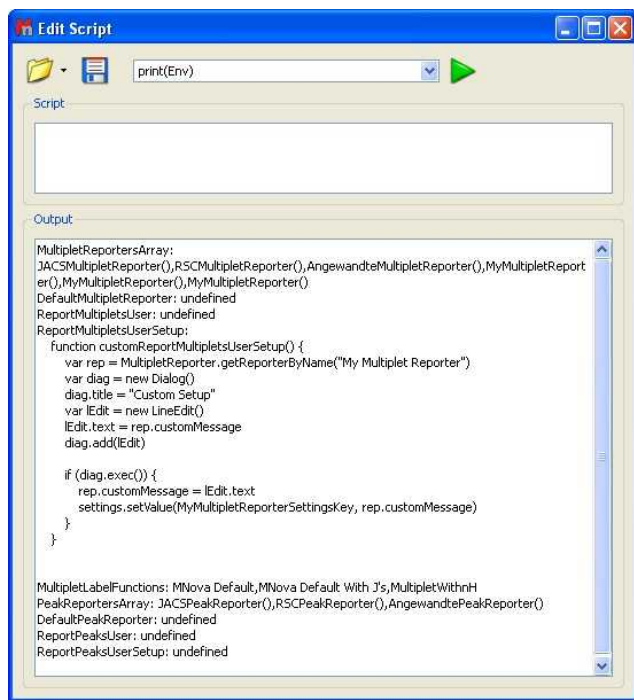 Edit Script
print(Env)
Script
Output
MultipletReportersArray:
JACSMultipletReporter(),RSCMultipletReporter(),AngewandteMultipletReporter(),MyMultipletReport
er(),MyMultipletReporter(),MyMultipletReporter()
DefaultMultipletReporter: undefined
ReportMultipletsUser: undefined
ReportMultipletsUserSetup:
function customReportMultipletsUserSetup() {
var rep = MultipletReporter.getReporterByName("My Multiplet Reporter")
var diag = new Dialog()
diag.title = "Custom Setup"
var lEdit = new LineEdit()
lEdit.text = rep.customMessage
diag.add(lEdit)
if (diag.exec()) {
rep.customMessage = lEdit.text
settings.setValue(MyMultipletReporterSettingsKey, rep.customMessage)
}
}
MultipletLabelFunctions: MNova Default,MNova Default With J's,MultipletWithnH
PeakReportersArray: JACSPeakReporter(),RSCPeakReporter(),AngewandtePeakReporter()
DefaultPeakReporter: undefined
ReportPeaksUser: undefined
ReportPeaksUserSetup: undefined